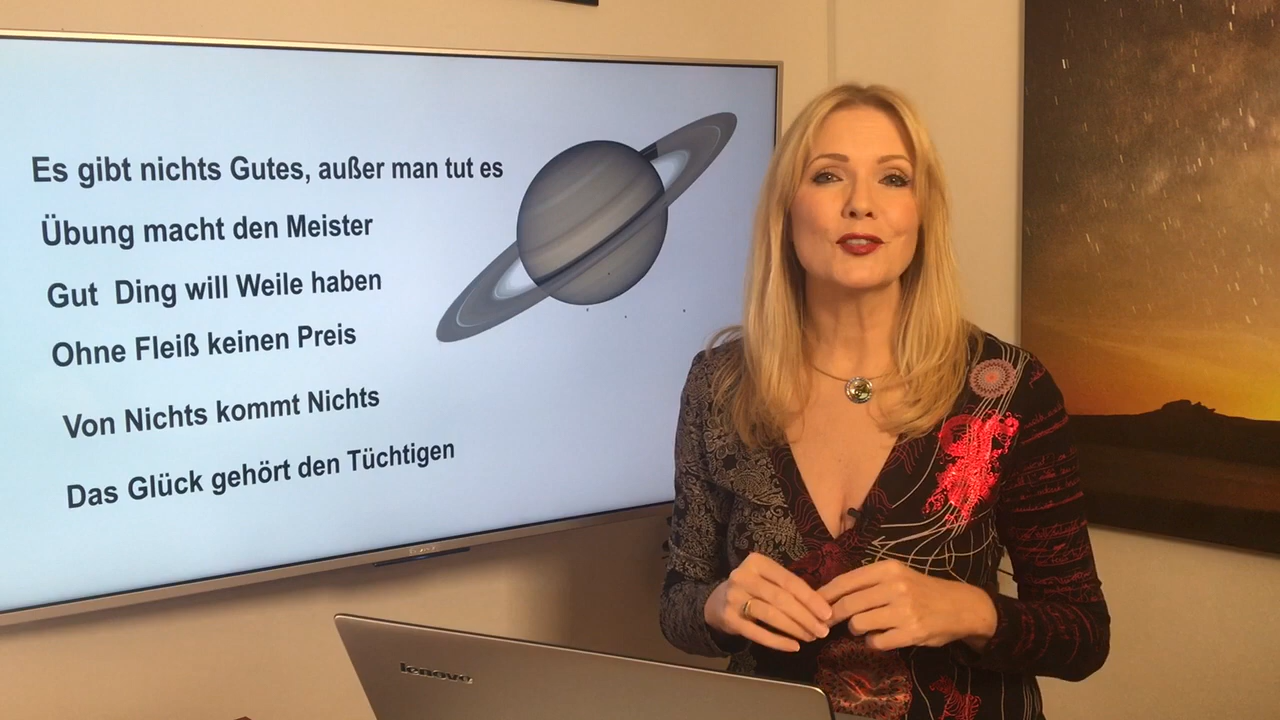 Es gibt nichts Gutes, außer man tut es
Übung macht den Meister
Gut Ding will Weile haben
Ohne Fleiß keinen Preis
Von Nichts kommt Nichts
Das Glück gehört den Tüchtigen
lenovo